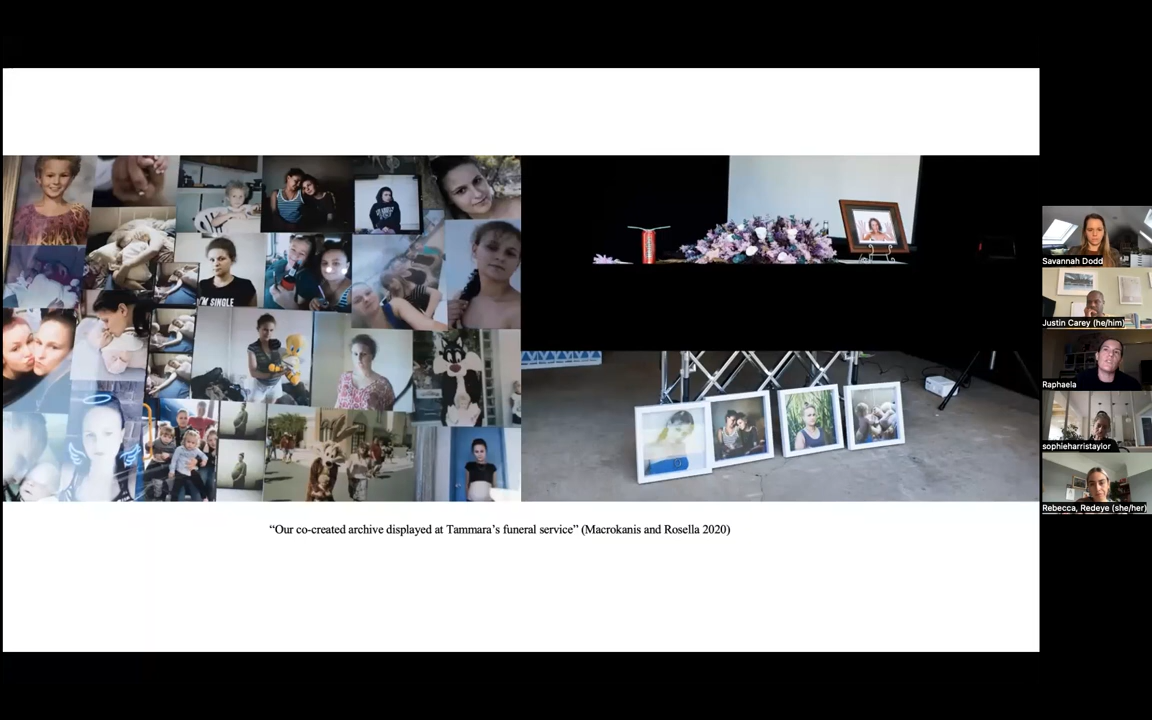 I'M SINGLE
“Our co-created archive displayed at Tammara’s funeral service” (Macrokanis and Rosella 2020)
Savannah Dodd
Justin Carey (he/him)
Raphaela
sophieharristaylor
Rebecca, Redeye (she/her)